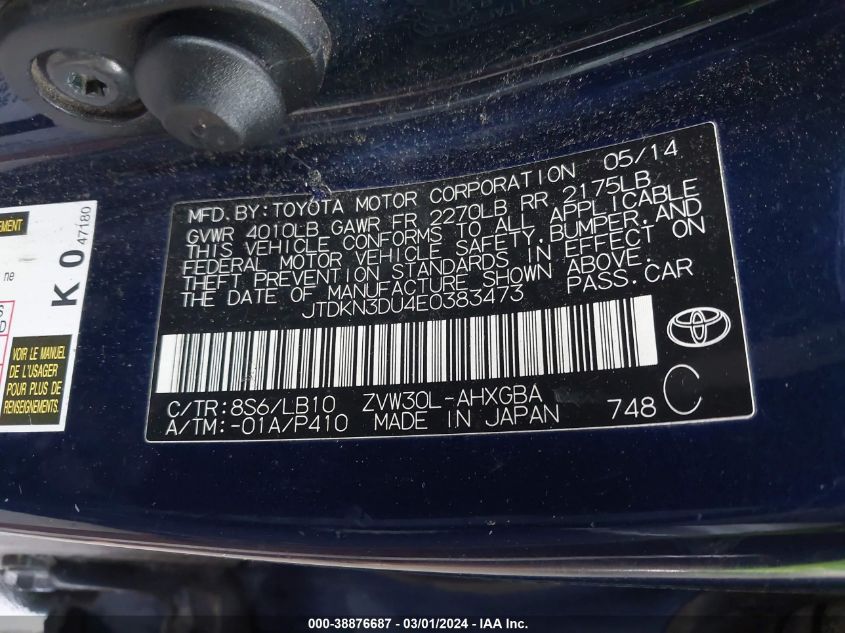 MFD. BY: TOYOTA MOTOR CORPORATION 05/14
GVWR 4010LB GAWR FR 2270LB RR 2175LB
THIS VEHICLE CONFORMS TO ALL APPLICABLE
FEDERAL MOTOR VEHICLE SAFETY, BUMPER, AND
THEFT PREVENTION STANDARDS IN EFFECT ON
THE DATE OF MANUFACTURE SHOWN ABOVE.
JTDKN3DU4E0383473 PASS. CAR
C/TR: 8S6/LB10 ZVW30L-AHXGBA
A/TM: -01A/P410 MADE IN JAPAN 748 C
K 0 47180
ne
VOIR LE MANUEL
DE L'USAGER
POUR PLUS DE
000-38876687 - 03/01/2024 - IAA Inc.